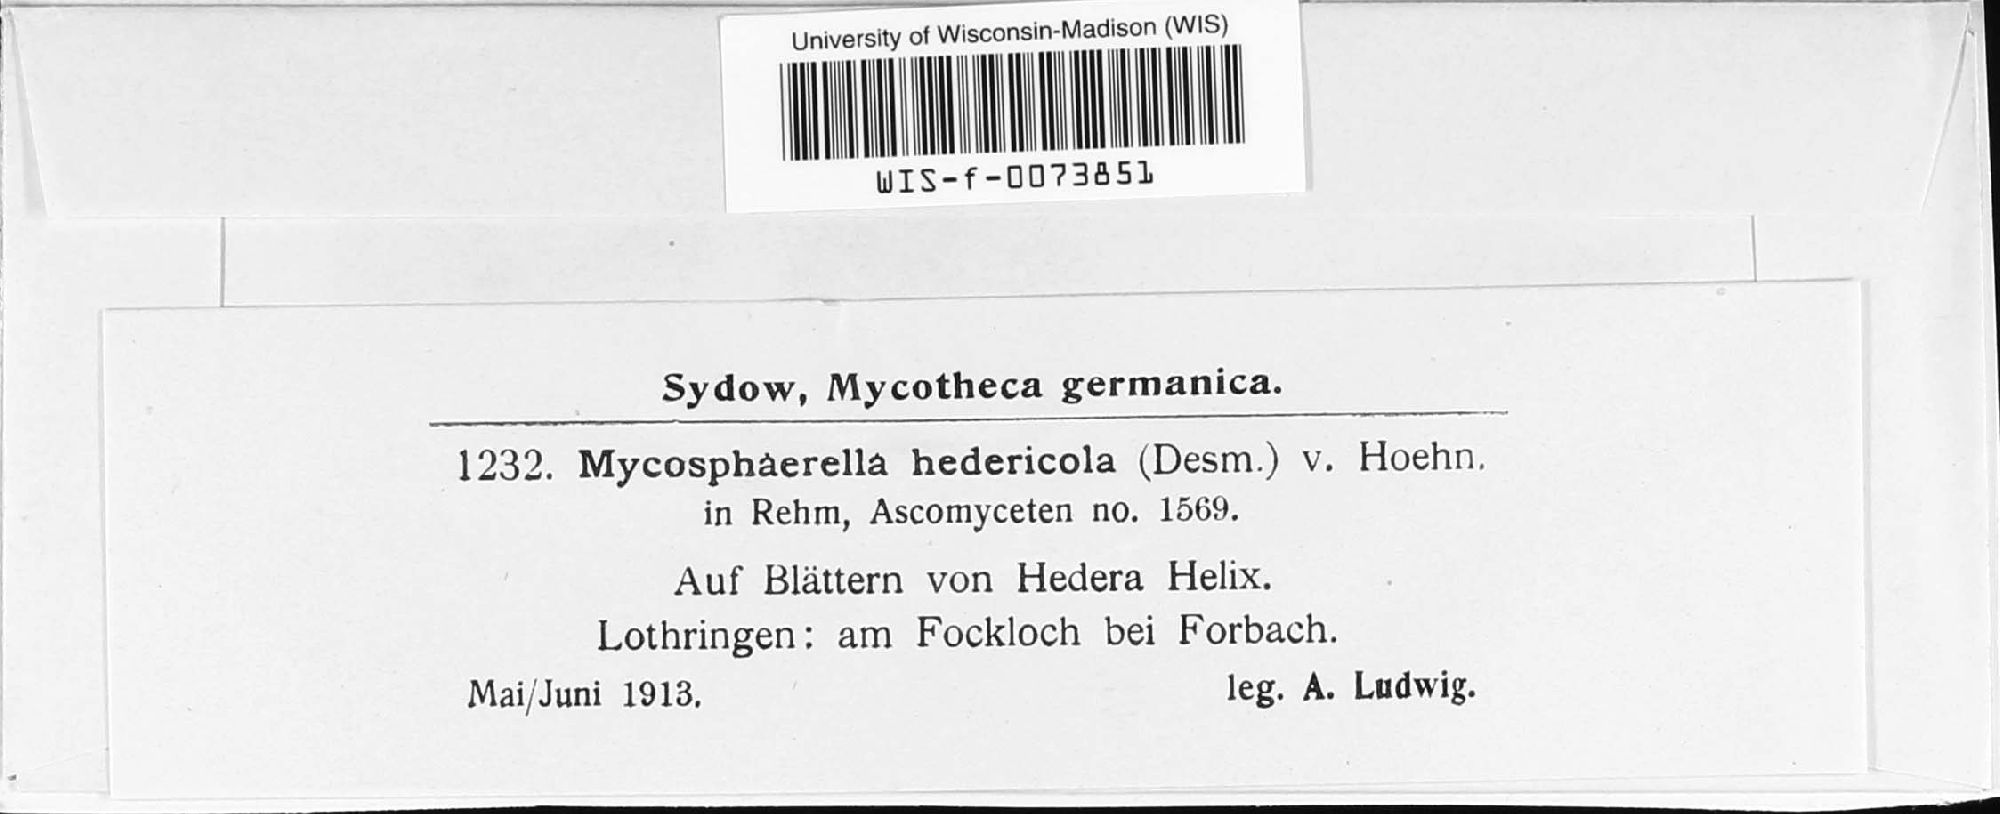 University of Wisconsin-Madison (WIS)
WIS-f-0073851
Sydow, Mycotheca germanica.
1232. Mycosphaerella hedericola (Desm.) v. Hoehn.
in Rehm, Ascomyceten no. 1569.
Auf Blättern von Hedera Helix.
Lothringen: am Fockloch bei Forbach.
Mai/Juni 1913. leg. A. Ludwig.